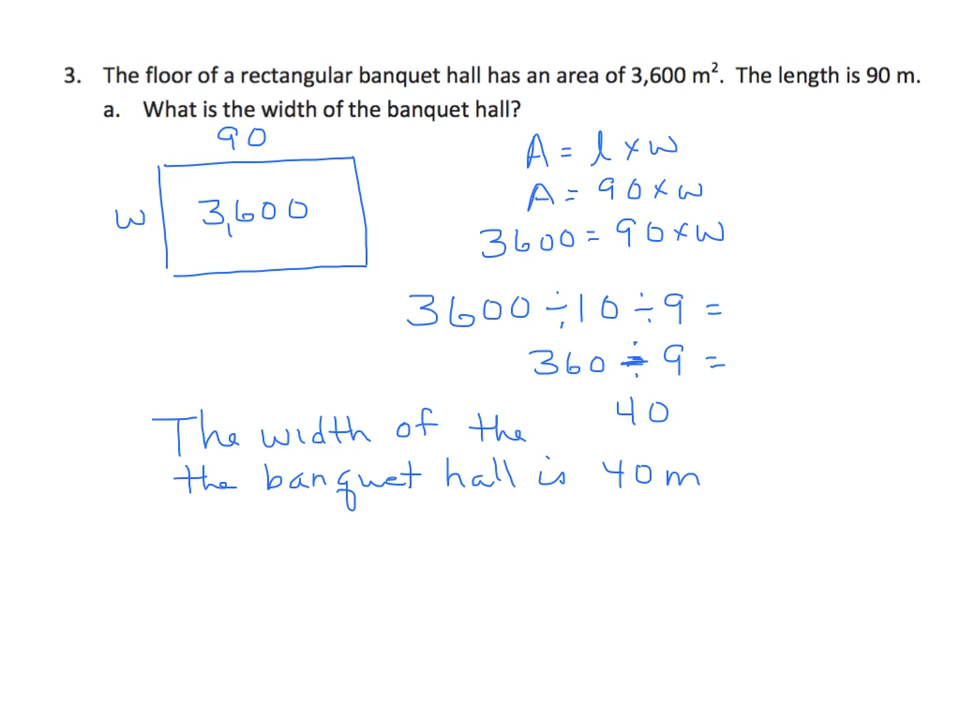 3. The floor of a rectangular banquet hall has an area of 3,600 m². The length is 90 m.
a. What is the width of the banquet hall?
90
W 3,600
A = l × w
A = 90 × w
3600 = 90 × W
3600 ÷ 10 ÷ 9 =
360 ÷ 9 =
40
The width of the
the banquet hall is 40 m